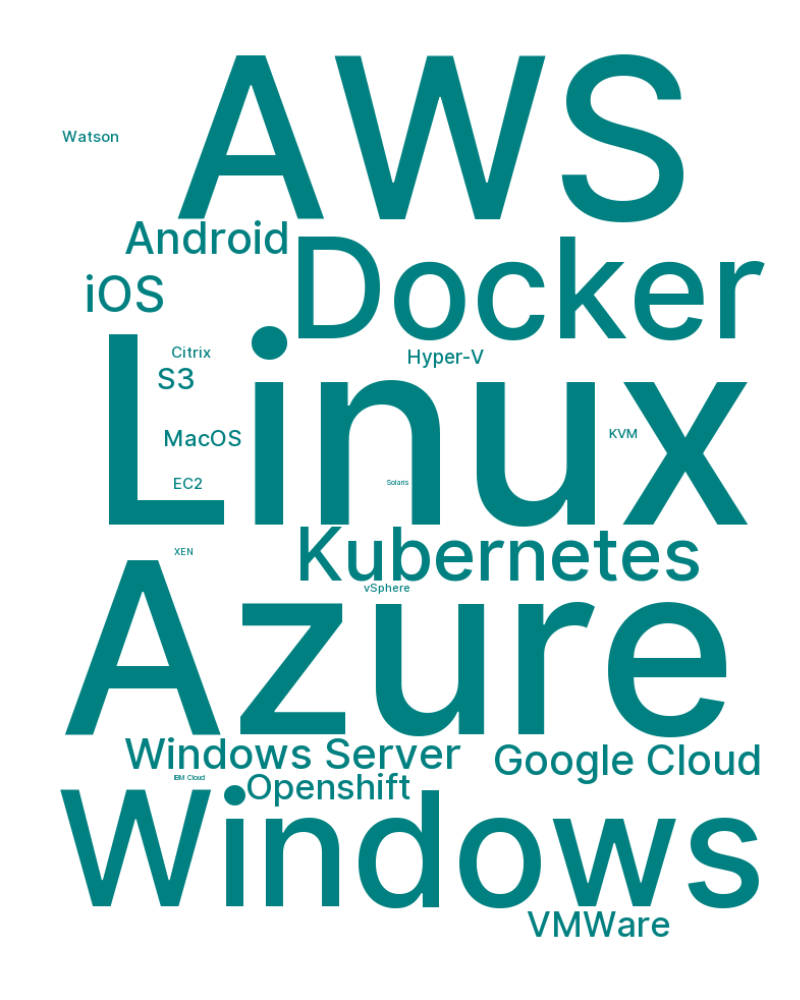 AWS
Watson
Android
Docker
iOS
Linux
Citrix
Hyper-V
S3
MacOS
KVM
EC2
Solaris
Kubernetes
XEN
vSphere
Azure
Windows Server
Google Cloud
IBM Cloud
Openshift
Windows
VMWare